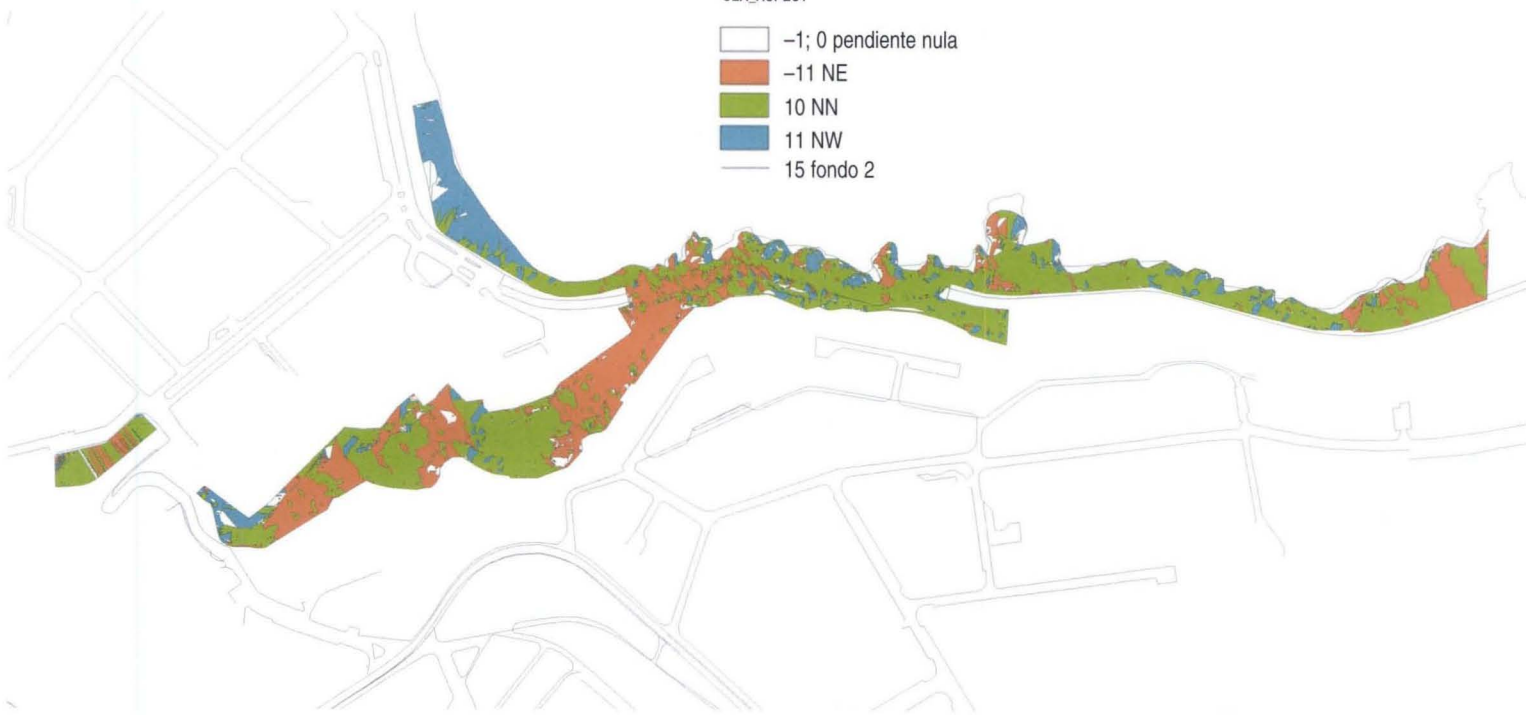 –1; 0 pendiente nula
–11 NE
10 NN
11 NW
15 fondo 2